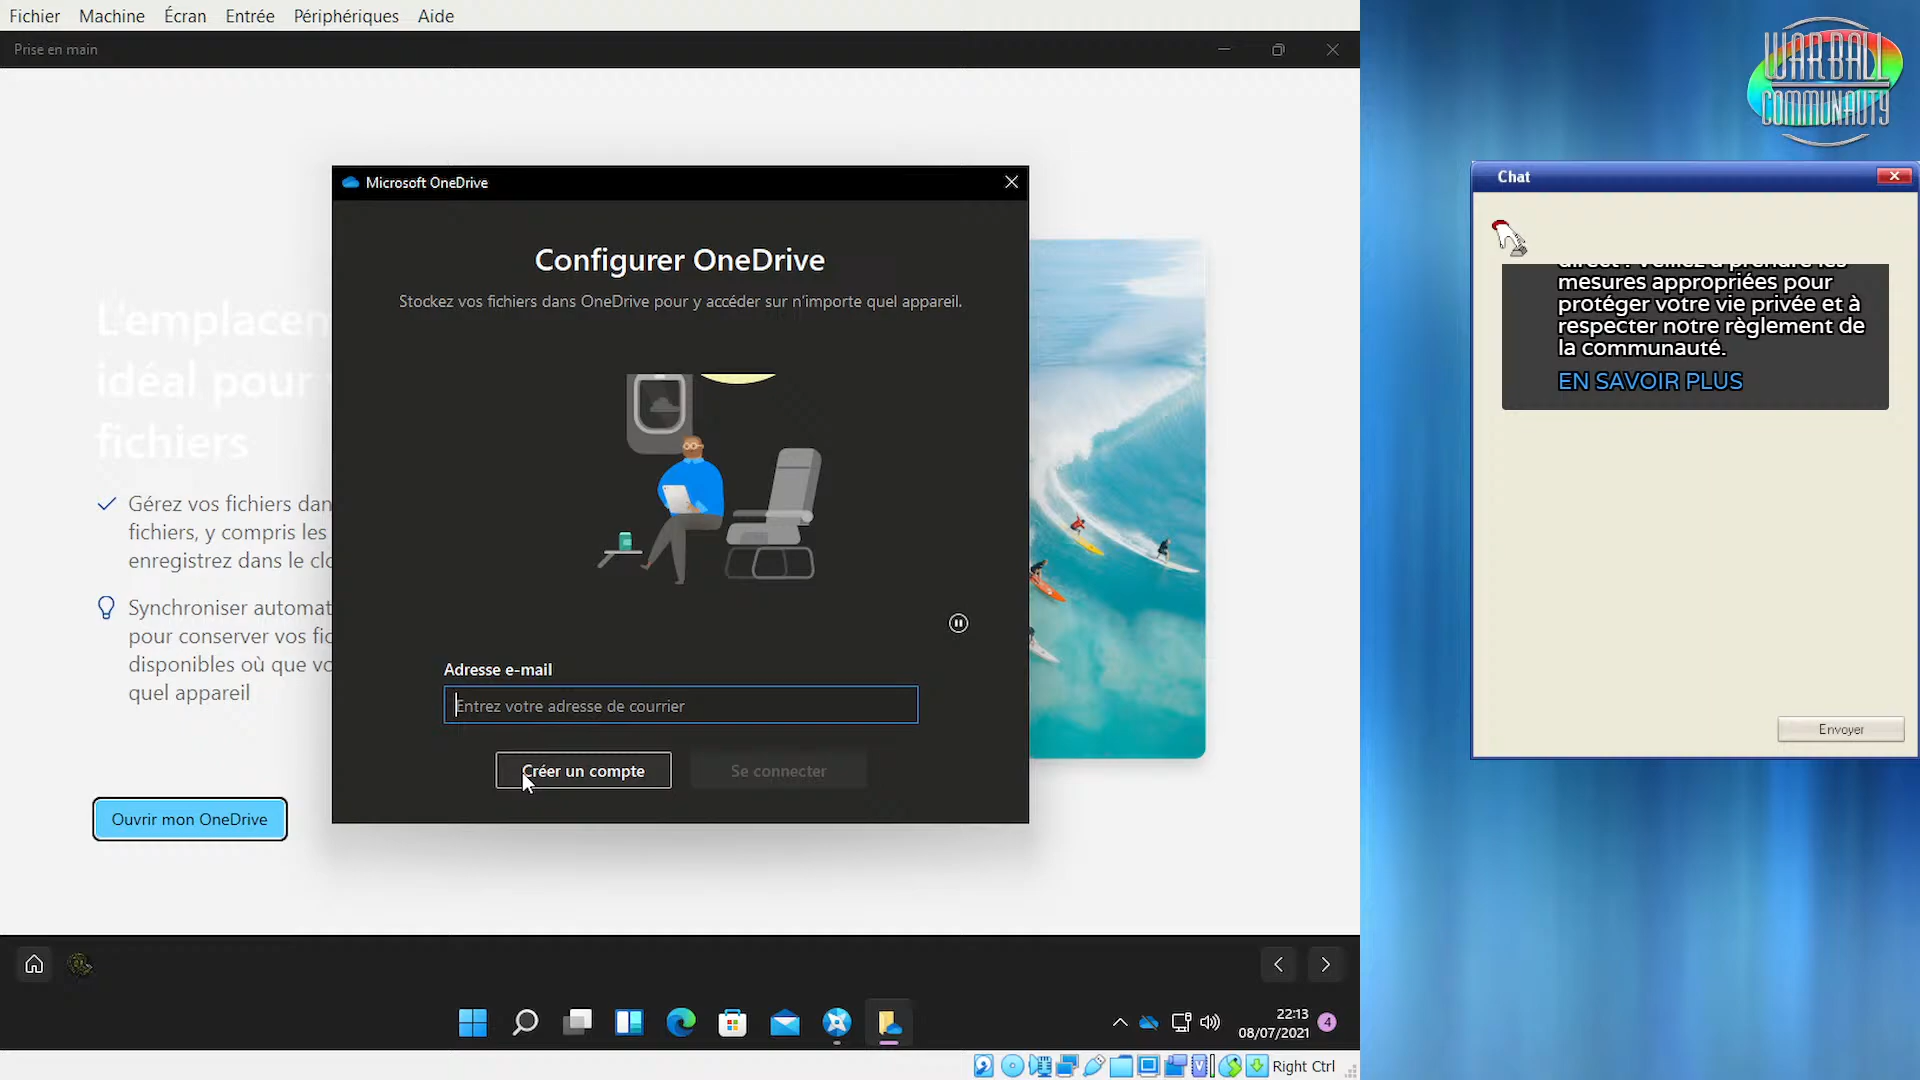 Fichier Machine Écran Entrée Périphériques Aide
Prise en main
L'emplacen
idéal pour
fichiers
Gérez vos fichiers dan
fichiers, y compris les
enregistrez dans le clo
Synchroniser automat
pour conserver vos fic
disponibles où que vo
quel appareil
Ouvrir mon OneDrive
Microsoft OneDrive
Configurer OneDrive
Stockez vos fichiers dans OneDrive pour y accéder sur n'importe quel appareil.
Adresse e-mail
Entrez votre adresse de courrier
Créer un compte
Se connecter
22:13
08/07/2021
4
Right Ctrl
WARBALL
COMMUNAUTY
Chat
direct ! Veillez à prendre les
mesures appropriées pour
protéger votre vie privée et à
respecter notre règlement de
la communauté.
EN SAVOIR PLUS
Envoyer